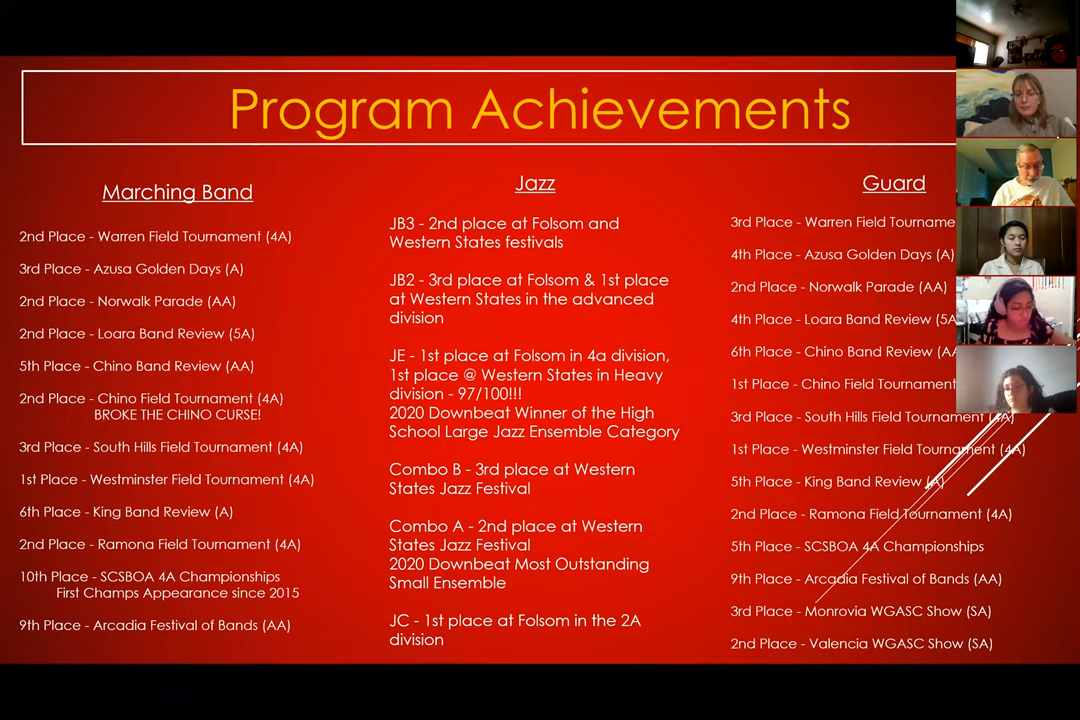 Program Achievements
Marching Band
2nd Place - Warren Field Tournament (4A)
3rd Place - Azusa Golden Days (A)
2nd Place - Norwalk Parade (AA)
2nd Place - Loara Band Review (5A)
5th Place - Chino Band Review (AA)
2nd Place - Chino Field Tournament (4A)
BROKE THE CHINO CURSE!
3rd Place - South Hills Field Tournament (4A)
1st Place - Westminster Field Tournament (4A)
6th Place - King Band Review (A)
2nd Place - Ramona Field Tournament (4A)
10th Place - SCSBOA 4A Championships
First Champs Appearance since 2015
9th Place - Arcadia Festival of Bands (AA)
Jazz
JB3 - 2nd place at Folsom and
Western States festivals
JB2 - 3rd place at Folsom & 1st place
at Western States in the advanced
division
JE - 1st place at Folsom in 4a division,
1st place @ Western States in Heavy
division - 97/100!!!
2020 Downbeat Winner of the High
School Large Jazz Ensemble Category
Combo B - 3rd place at Western
States Jazz Festival
Combo A - 2nd place at Western
States Jazz Festival
2020 Downbeat Most Outstanding
Small Ensemble
JC - 1st place at Folsom in the 2A
division
Guard
3rd Place - Warren Field
4th Place - Azusa Golden Days (A)
2nd Place - Norwalk Parade (AA)
4th Place - Loara Band Review (5A
6th Place - Chino Band Review
1st Place - Chino Field Tournament
3rd Place - South Hills Field Tournament (4A)
1st Place - Westminster Field Tournament (4A)
5th Place - King Band Review (A)
2nd Place - Ramona Field Tournament (4A)
5th Place - SCSBOA 4A Championships
9th Place - Arcadia Festival of Bands (AA)
3rd Place - Monrovia WGASC Show (SA)
2nd Place - Valencia WGASC Show (SA)